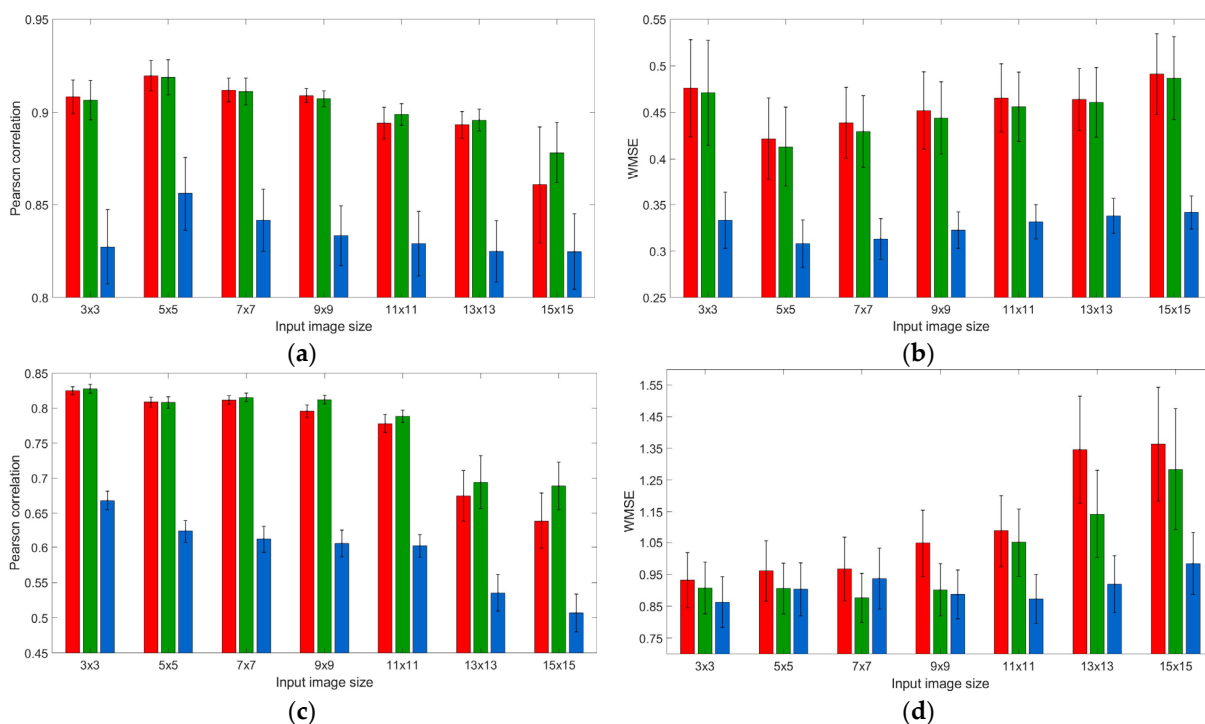 0.95
0.9
0.85
0.8
Pearson correlation
3x3 5x5 7x7 9x9 11x11 13x13 15x15
Input image size
(a)
0.55
0.5
0.45
0.4
0.35
0.3
0.25
WMSE
3x3 5x5 7x7 9x9 11x11 13x13 15x15
Input image size
(b)
0.85
0.8
0.75
0.7
0.65
0.6
0.55
0.5
0.45
Pearson correlation
3x3 5x5 7x7 9x9 11x11 13x13 15x15
Input image size
(c)
1.55
1.45
1.35
1.25
1.15
1.05
0.95
0.85
0.75
WMSE
3x3 5x5 7x7 9x9 11x11 13x13 15x15
Input image size
(d)